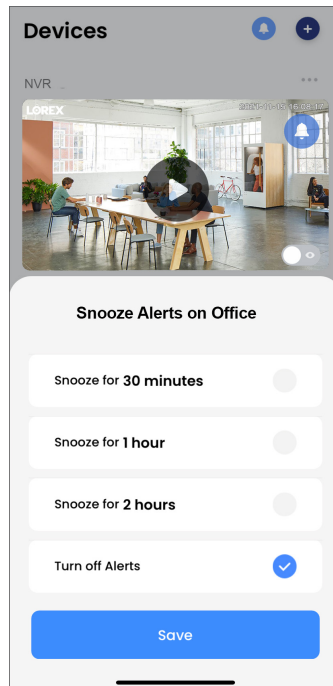 Devices
NVR
LOREX
Snooze Alerts on Office
Snooze for 30 minutes
Snooze for 1 hour
Snooze for 2 hours
Turn off Alerts
Save